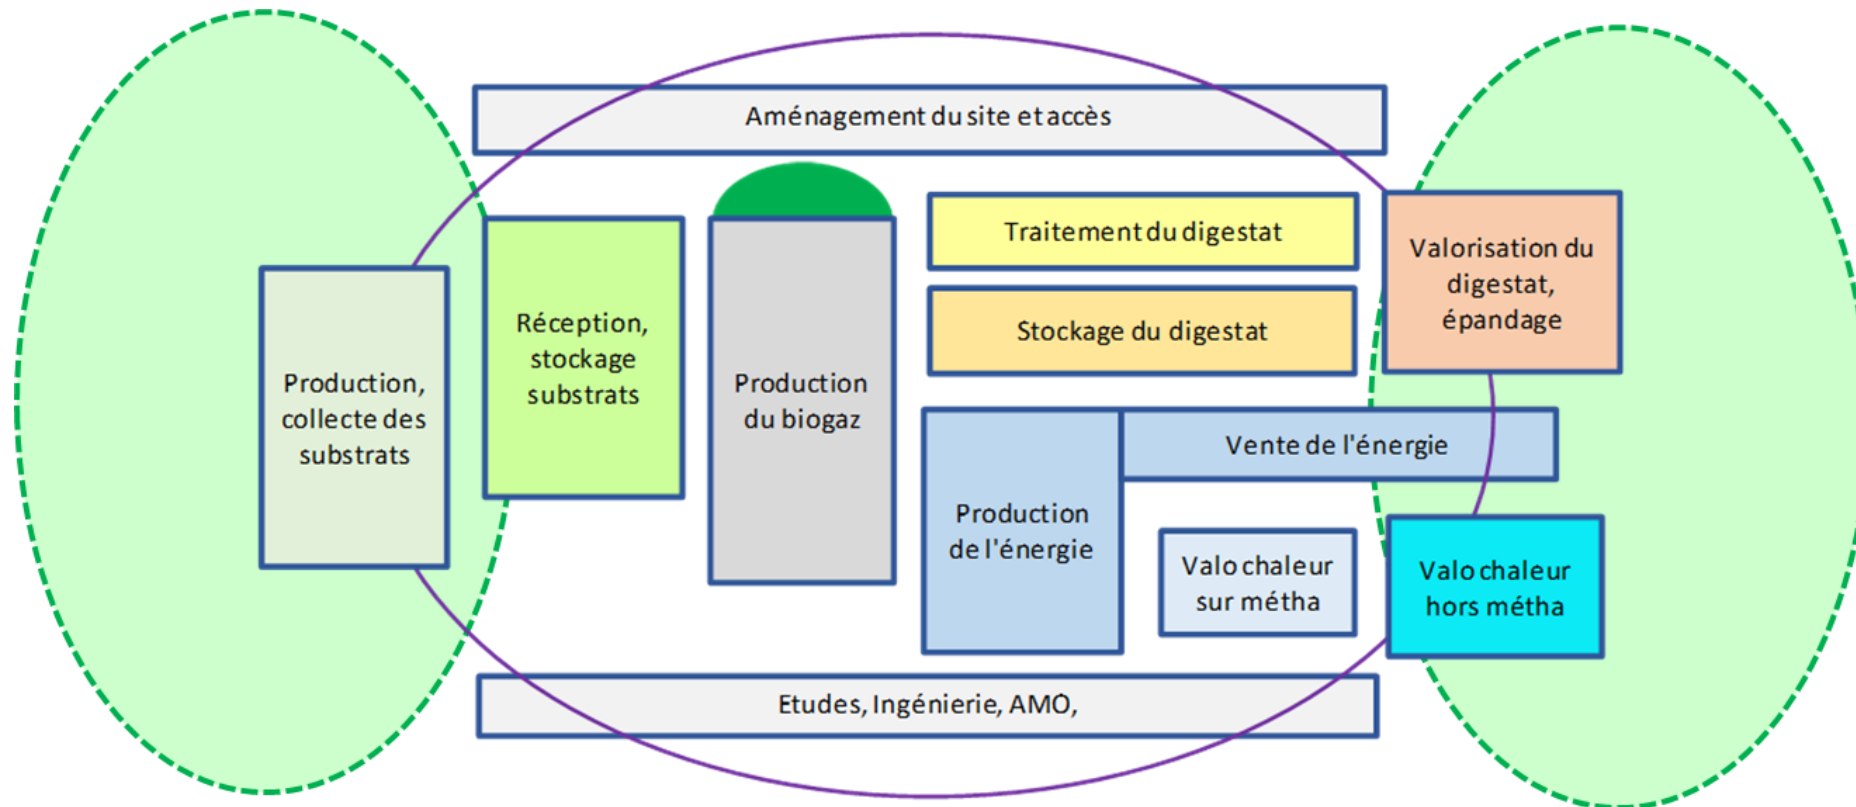 Aménagement du site et accès
Production,
collecte des
substrats
Réception,
stockage
substrats
Production
du biogaz
Traitement du digestat
Stockage du digestat
Valorisation du
digestat,
épandage
Production
de l'énergie
Vente de l'énergie
Valo chaleur
sur métha
Valo chaleur
hors métha
Etudes, Ingénierie, AMO,